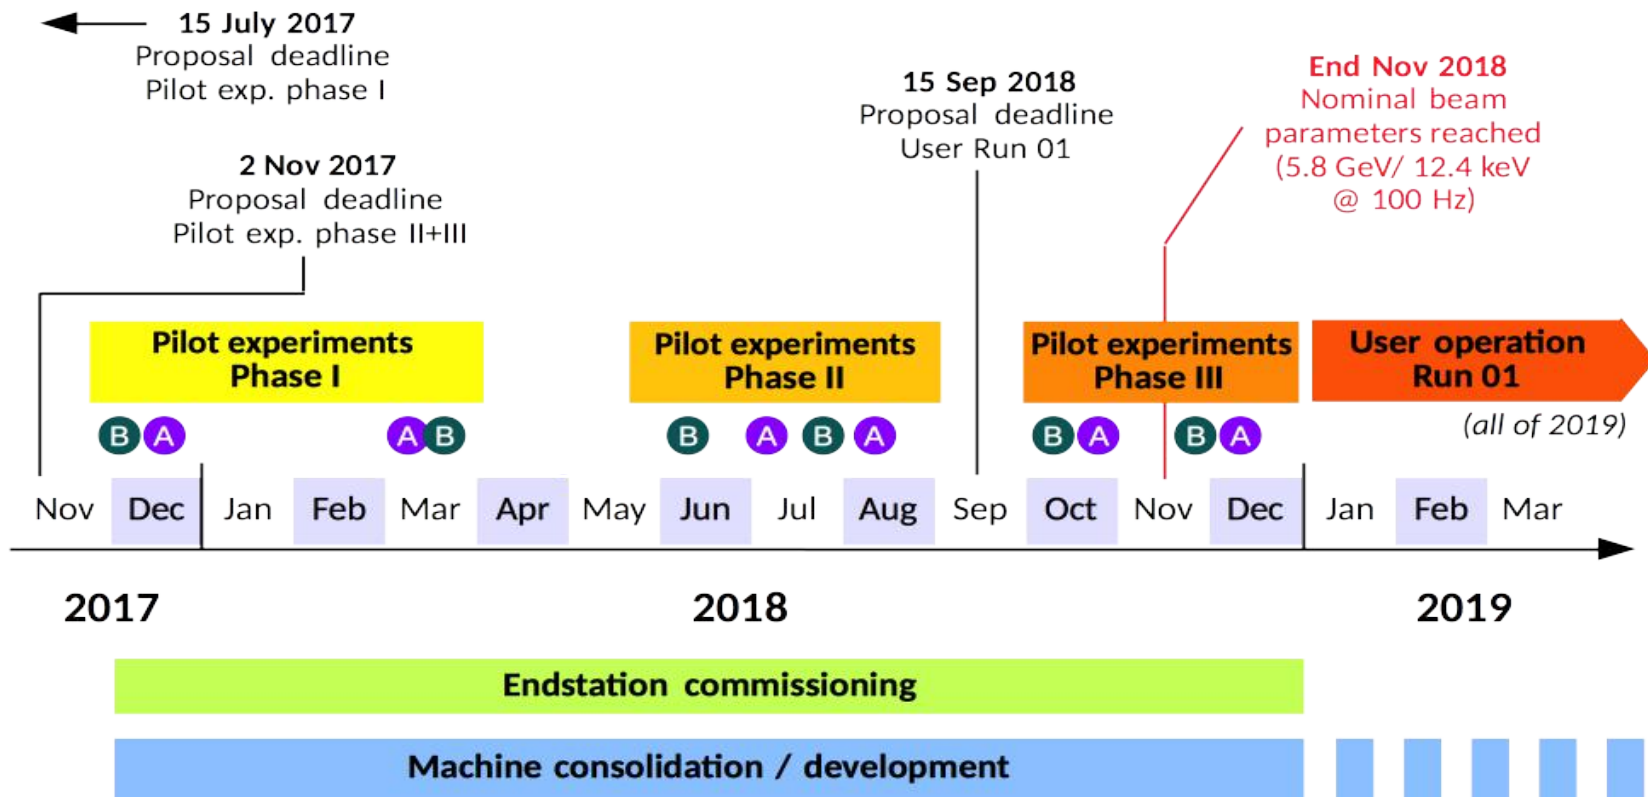 15 July 2017
Proposal deadline
Pilot exp. phase I
2 Nov 2017
Proposal deadline
Pilot exp. phase II+III
15 Sep 2018
Proposal deadline
User Run 01
End Nov 2018
Nominal beam
parameters reached
(5.8 GeV/ 12.4 keV
@ 100 Hz)
Pilot experiments
Phase I
Pilot experiments
Phase II
Pilot experiments
Phase III
User operation
Run 01
(all of 2019)
B A A B B A B A B A B A
Nov Dec Jan Feb Mar Apr May Jun Jul Aug Sep Oct Nov Dec Jan Feb Mar
2017 2018 2019
Endstation commissioning
Machine consolidation / development